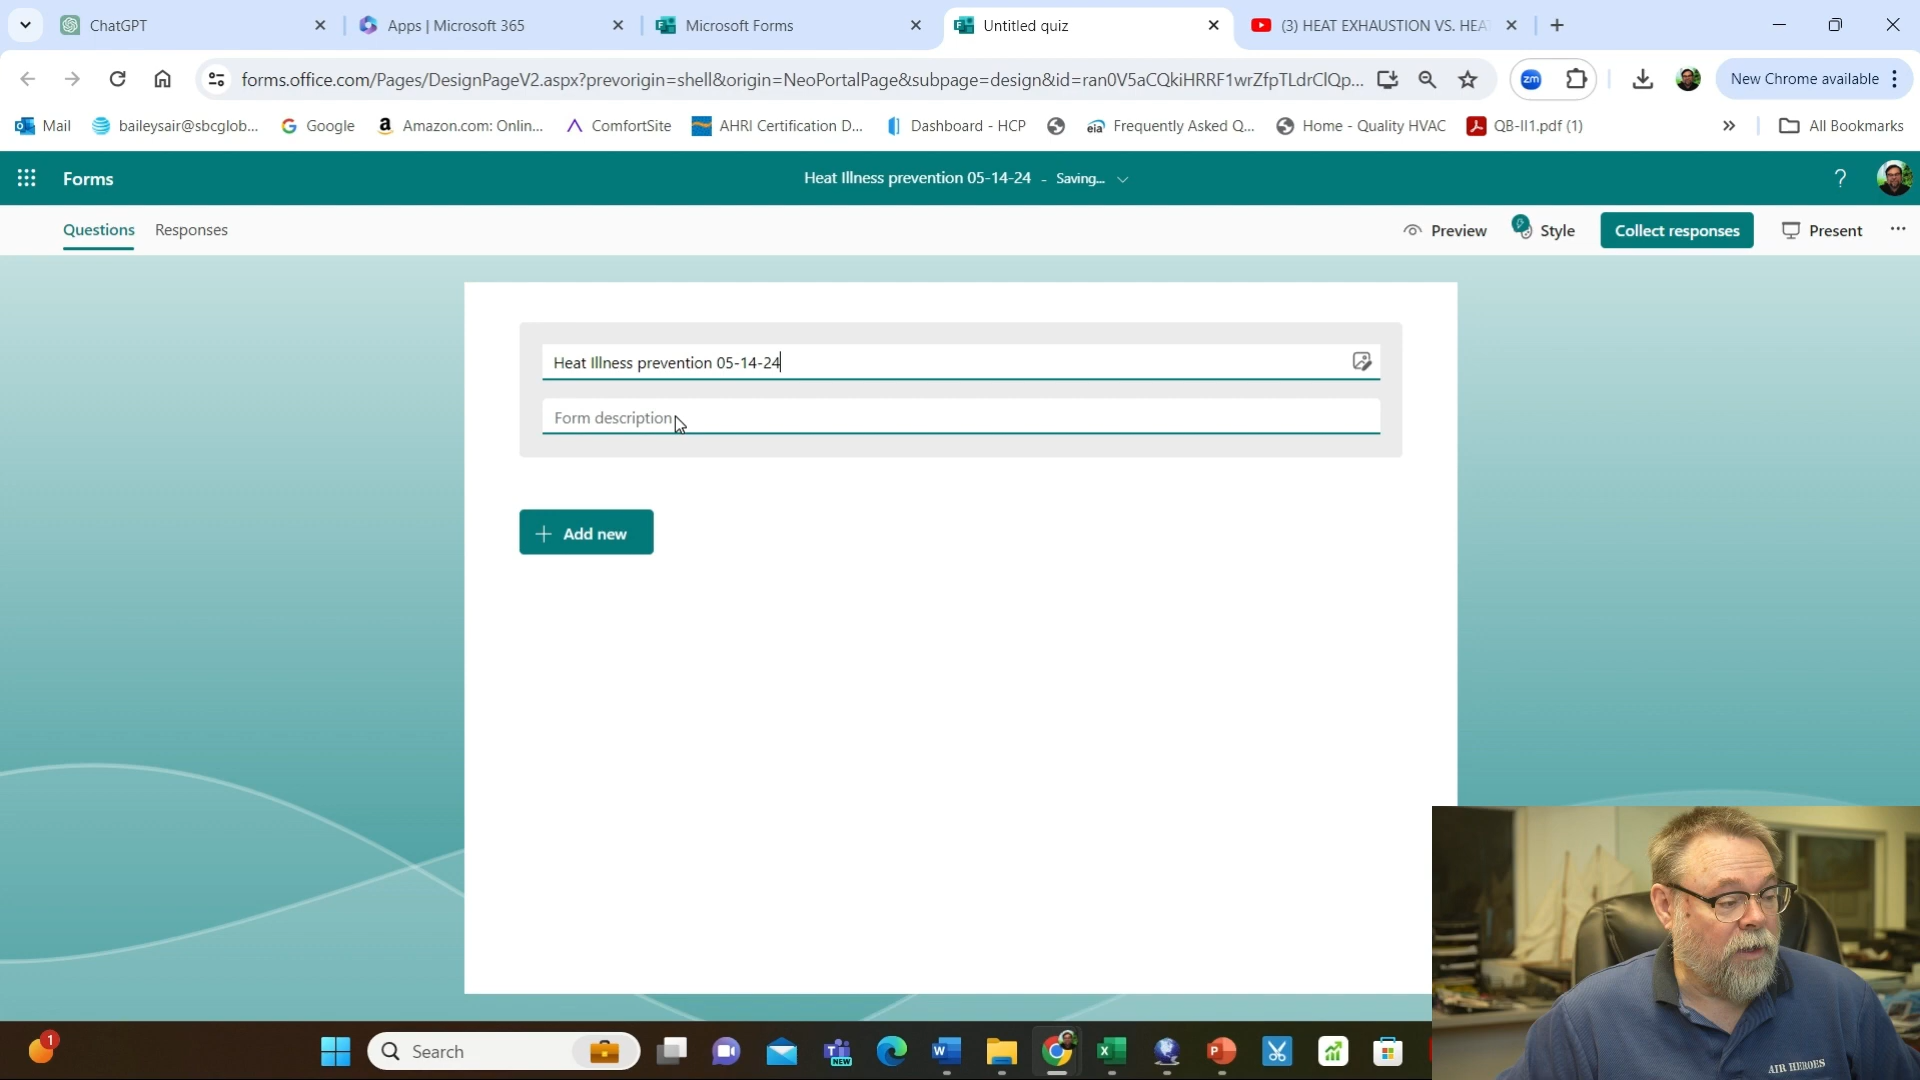 ChatGPT
Apps | Microsoft 365
Microsoft Forms
Untitled quiz
(3) HEAT EXHAUSTION VS. HEA
forms.office.com/Pages/DesignPageV2.aspx?prevorigin=shell&origin=NeoPortalPage&subpage=design&id=ran0V5aCQkiHRRF1wrZfpTLdrClQp...
zm
New Chrome available
Mail
baileysair@sbcglob...
Google
Amazon.com: Onlin...
ComfortSite
AHRI Certification D...
Dashboard - HCP
eia
Frequently Asked Q...
Home - Quality HVAC
QB-II1.pdf (1)
All Bookmarks
Forms
Heat Illness prevention 05-14-24 - Saving...
?
Questions
Responses
Preview
Style
Collect responses
Present
Heat Illness prevention 05-14-24
Form description
Add new
1
Search
NEW
AIR HEROES